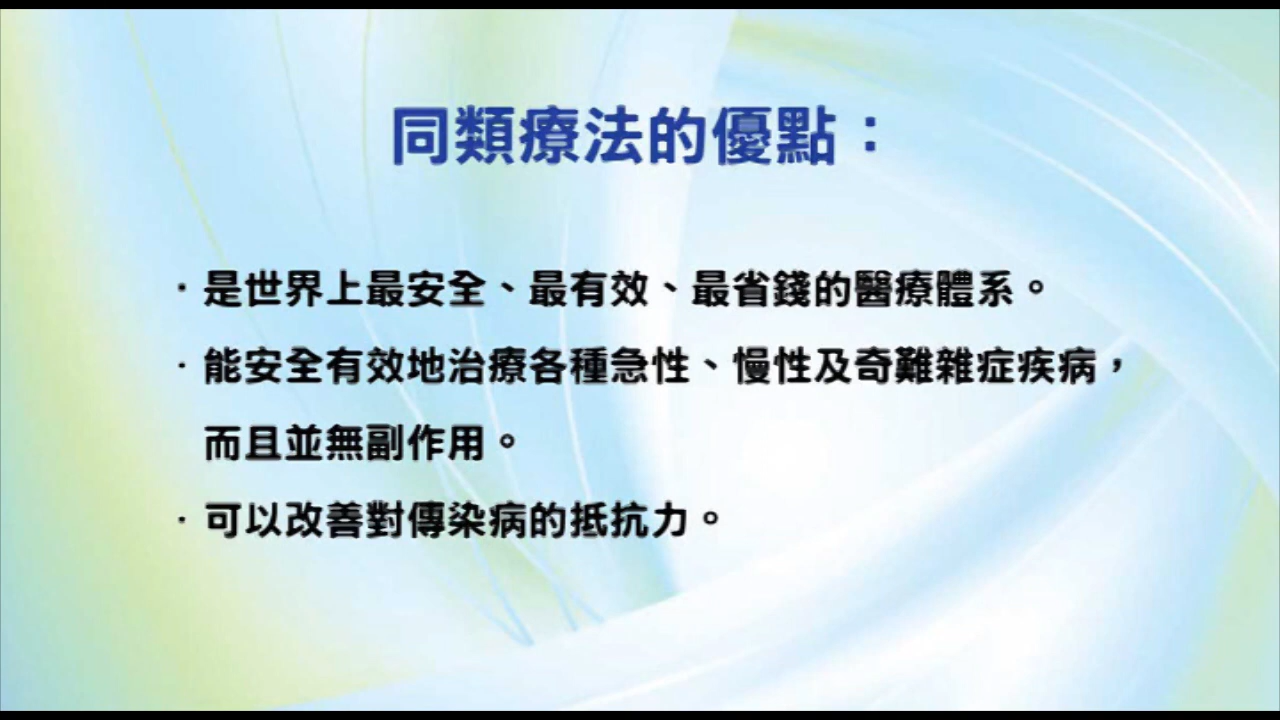 同類療法的優點：
·是世界上最安全、最有效、最省錢的醫療體系。
·能安全有效地治療各種急性、慢性及奇難雜症疾病，
而且並無副作用。
·可以改善對傳染病的抵抗力。